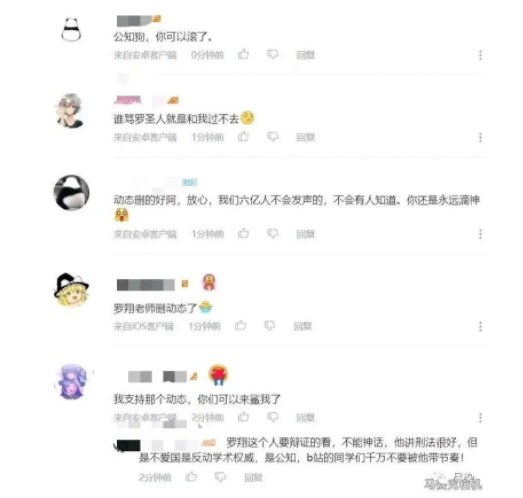 公知狗，你可以滚了。
来自安卓客户端 0分钟前 回复
谁骂罗圣人就是和我过不去
来自安卓客户端 1分钟前 回复
动态删的好阿，放心，我们六亿人不会发声的，不会有人知道。你还是永远滴神
来自安卓客户端 1分钟前 回复
罗翔老师删动态了
来自iOS客户端 1分钟前 回复
我支持那个动态，你们可以来鲨我了
来自安卓客户端 2分钟前 回复
罗翔这个人要辩证的看，不能神话，他讲刑法很好，但
是不爱国是反动学术权威，是公知，b站的同学们千万不要被他带节奏！
2分钟前 回复